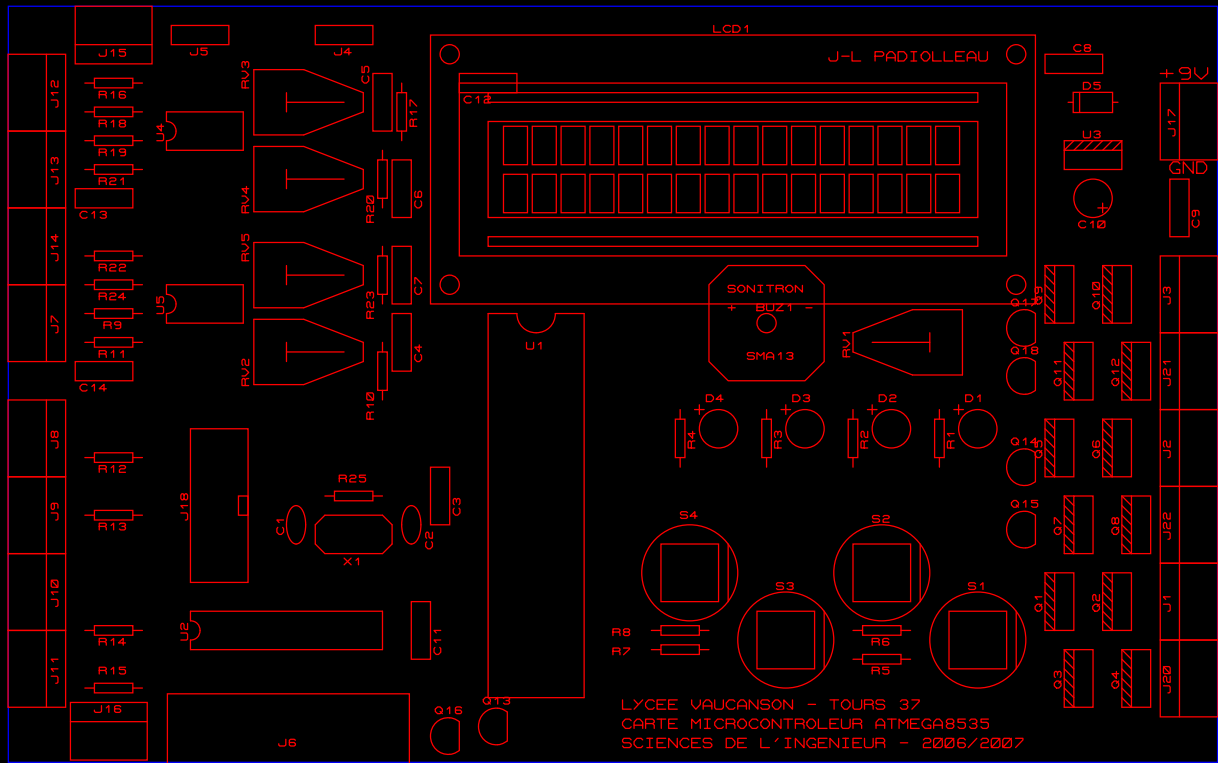 J15
J5
J4
LCD1
J-L PADIOLLEAU
C8
+9V
D5
J17
U3
GND
C10
C9
J12
R16
R18
R19
R21
J13
C13
U4
RV3
C5
R17
C12
RV4
R20
C6
J14
R22
R24
R9
R11
J7
C14
U5
RV5
R23
C7
RV2
R10
C4
U1
SONITRON
+ BUZ1 -
SMA13
RV1
Q17
Q9
Q10
J3
Q18
Q11
Q12
J21
D4
D3
D2
D1
+
+
+
+
R4
R3
R2
R1
Q14
Q5
Q6
J2
J8
R12
J18
R25
C3
C1
C2
X1
J9
R13
Q15
Q7
Q8
J22
S4
S2
S3
S1
J10
R14
U2
C11
R8
R7
R6
R5
Q1
Q2
J1
J11
R15
J16
J6
Q16
Q13
Q3
Q4
J20
LYCEE VAUCANSON - TOURS 37
CARTE MICROCONTROLEUR ATMEGA8535
SCIENCES DE L'INGENIEUR - 2006/2007